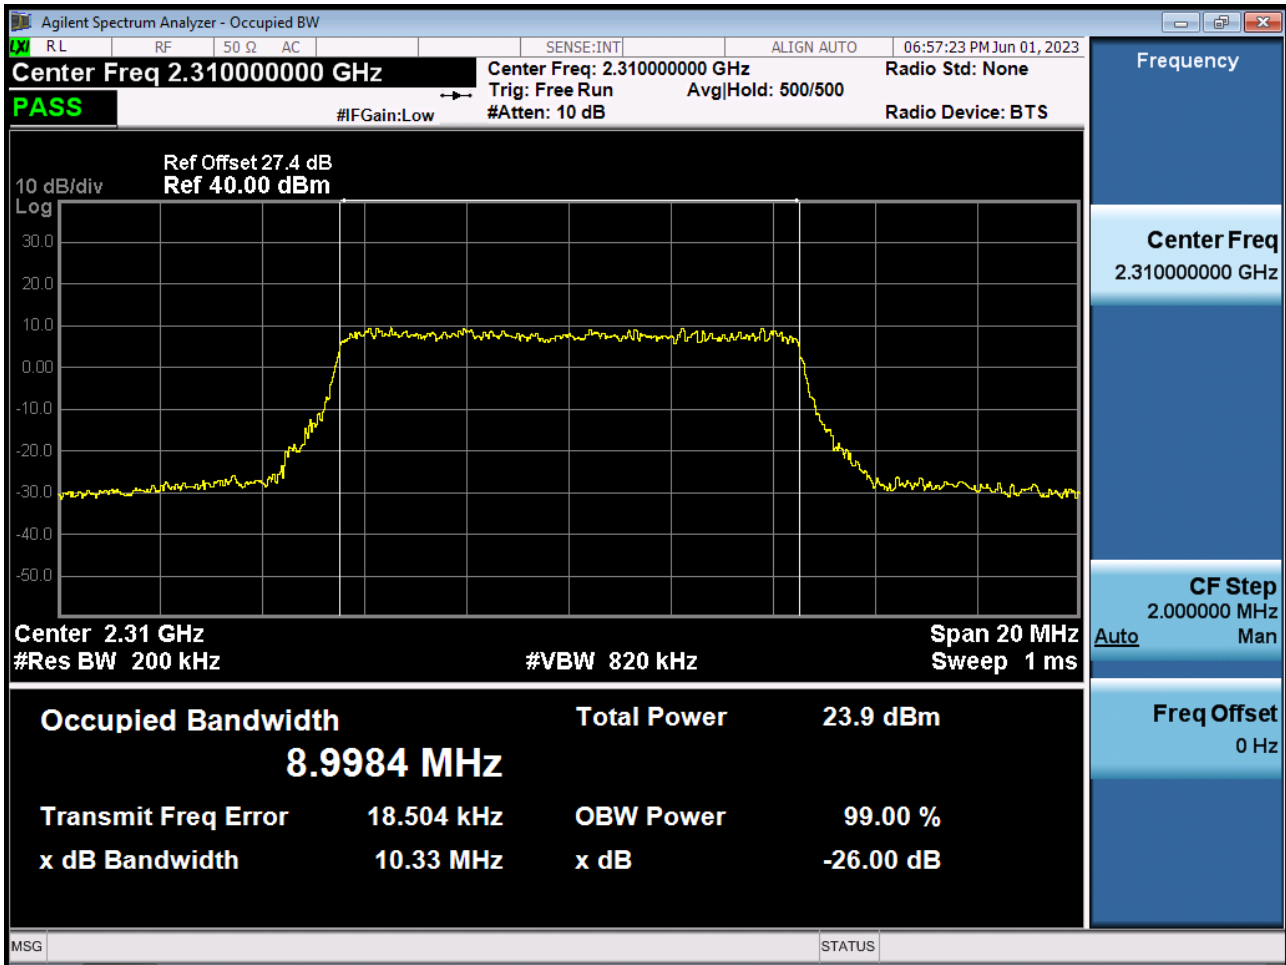 Agilent Spectrum Analyzer - Occupied BW
LXI RL RF 50 Ω AC SENSE:INT ALIGN AUTO 06:57:23 PM Jun 01, 2023
Center Freq 2.310000000 GHz
PASS
#IFGain:Low
Center Freq: 2.310000000 GHz
Trig: Free Run Avg|Hold: 500/500
#Atten: 10 dB
Radio Std: None
Radio Device: BTS
Ref Offset 27.4 dB
10 dB/div Ref 40.00 dBm
Log
30.0
20.0
10.0
0.00
-10.0
-20.0
-30.0
-40.0
-50.0
Center 2.31 GHz Span 20 MHz
#Res BW 200 kHz #VBW 820 kHz Sweep 1 ms
Occupied Bandwidth Total Power 23.9 dBm
8.9984 MHz
Transmit Freq Error 18.504 kHz OBW Power 99.00 %
x dB Bandwidth 10.33 MHz x dB -26.00 dB
MSG STATUS
Frequency
Center Freq
2.310000000 GHz
CF Step
2.000000 MHz
Auto Man
Freq Offset
0 Hz